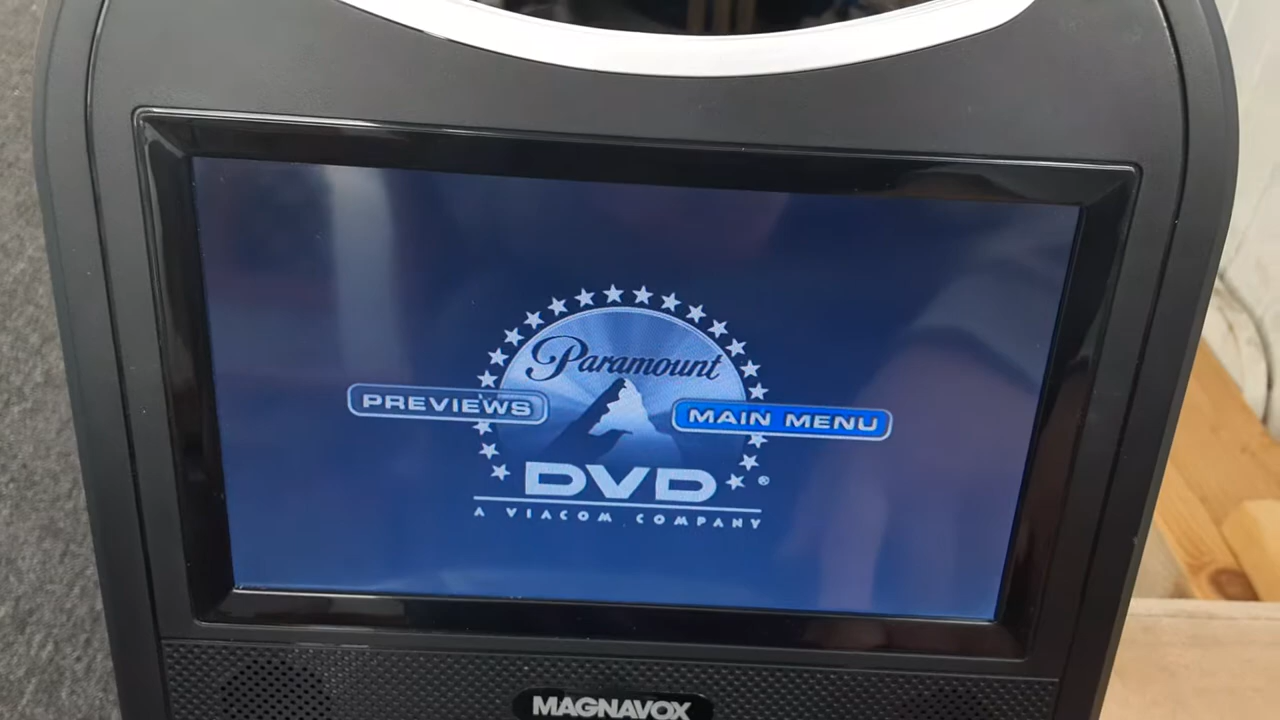 Paramount
PREVIEWS
MAIN MENU
DVD
®
A VIACOM COMPANY
MAGNAVOX